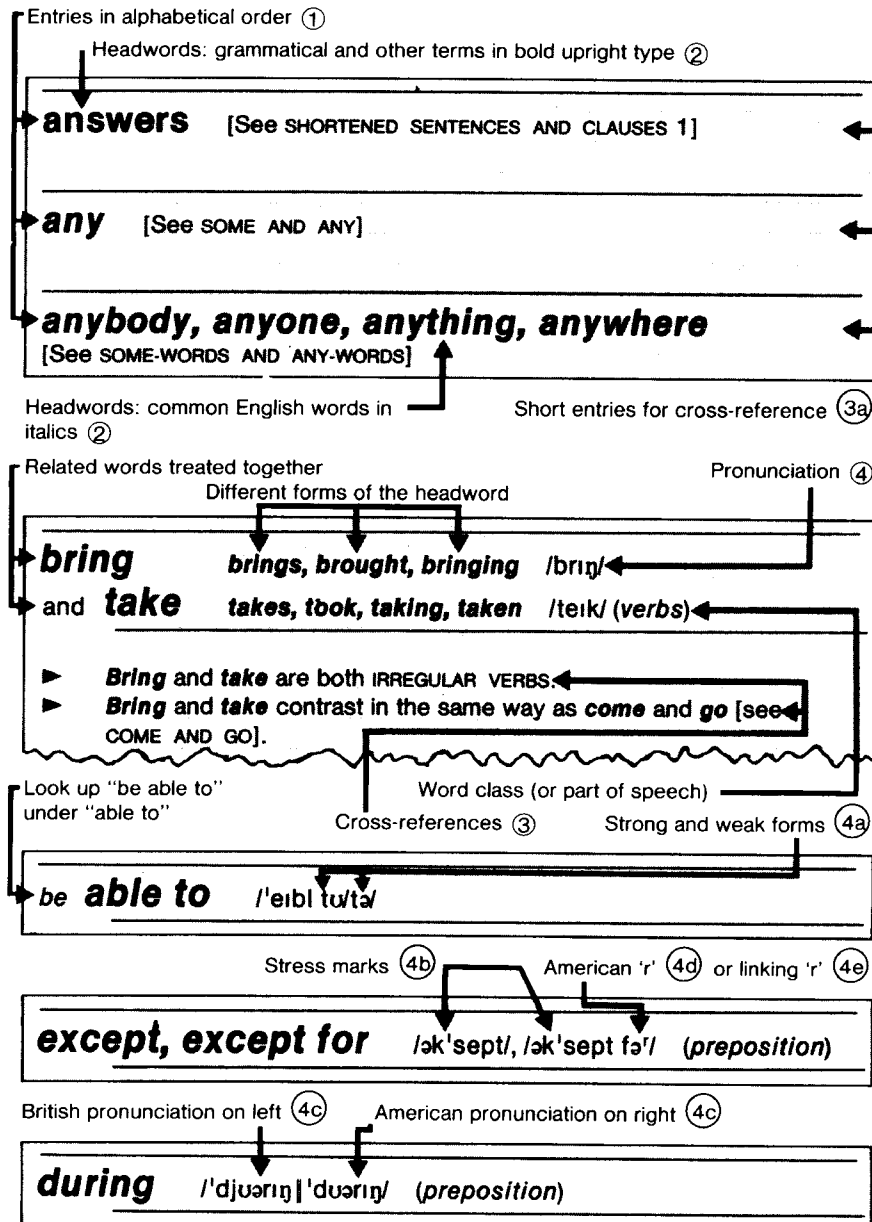 Entries in alphabetical order ①
Headwords: grammatical and other terms in bold upright type ②
answers [See SHORTENED SENTENCES AND CLAUSES 1]
any [See SOME AND ANY]
anybody, anyone, anything, anywhere
[See SOME-WORDS AND ANY-WORDS]
Headwords: common English words in
italics ②
Short entries for cross-reference 3a
Related words treated together
Different forms of the headword
Pronunciation ④
bring brings, brought, bringing /brɪŋ/
and take takes, took, taking, taken /teɪk/ (verbs)
► Bring and take are both IRREGULAR VERBS.
► Bring and take contrast in the same way as come and go [see
COME AND GO].
Look up "be able to"
under "able to"
Word class (or part of speech)
Cross-references ③
Strong and weak forms 4a
be able to /ˈeɪbl tʊ/tə/
Stress marks 4b
American 'r' 4d or linking 'r' 4e
except, except for /əkˈsept/, /əkˈsept fəʳ/ (preposition)
British pronunciation on left 4c
American pronunciation on right 4c
during /ˈdjʊərɪŋ‖ˈdʊərɪŋ/ (preposition)